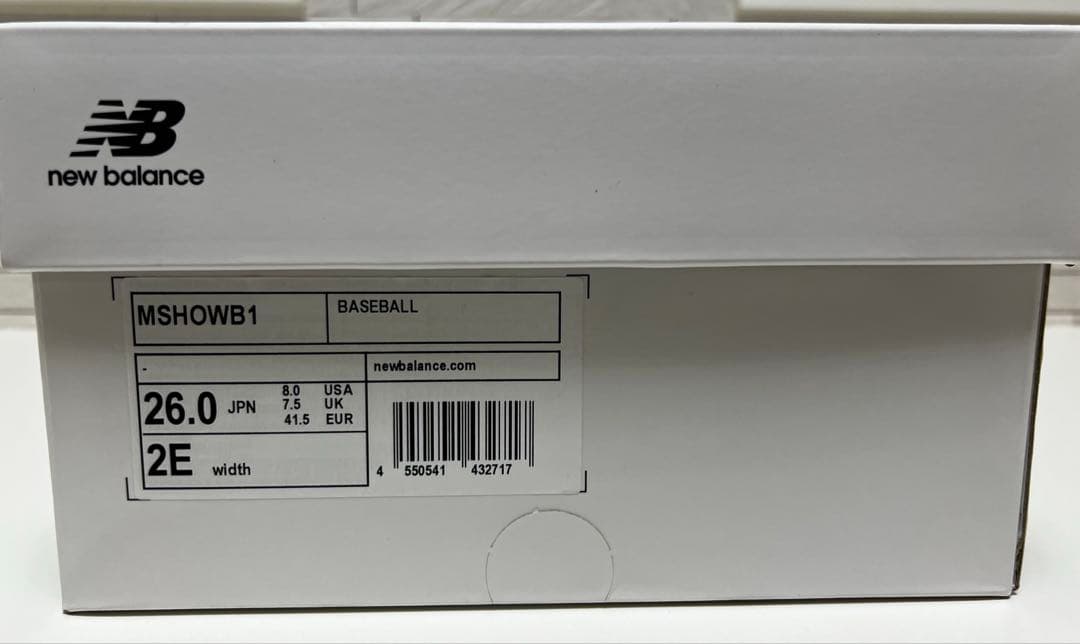 NB
new balance
MSHOWB1
BASEBALL
-
newbalance.com
26.0 JPN
8.0 USA
7.5 UK
41.5 EUR
2E width
4 550541 432717